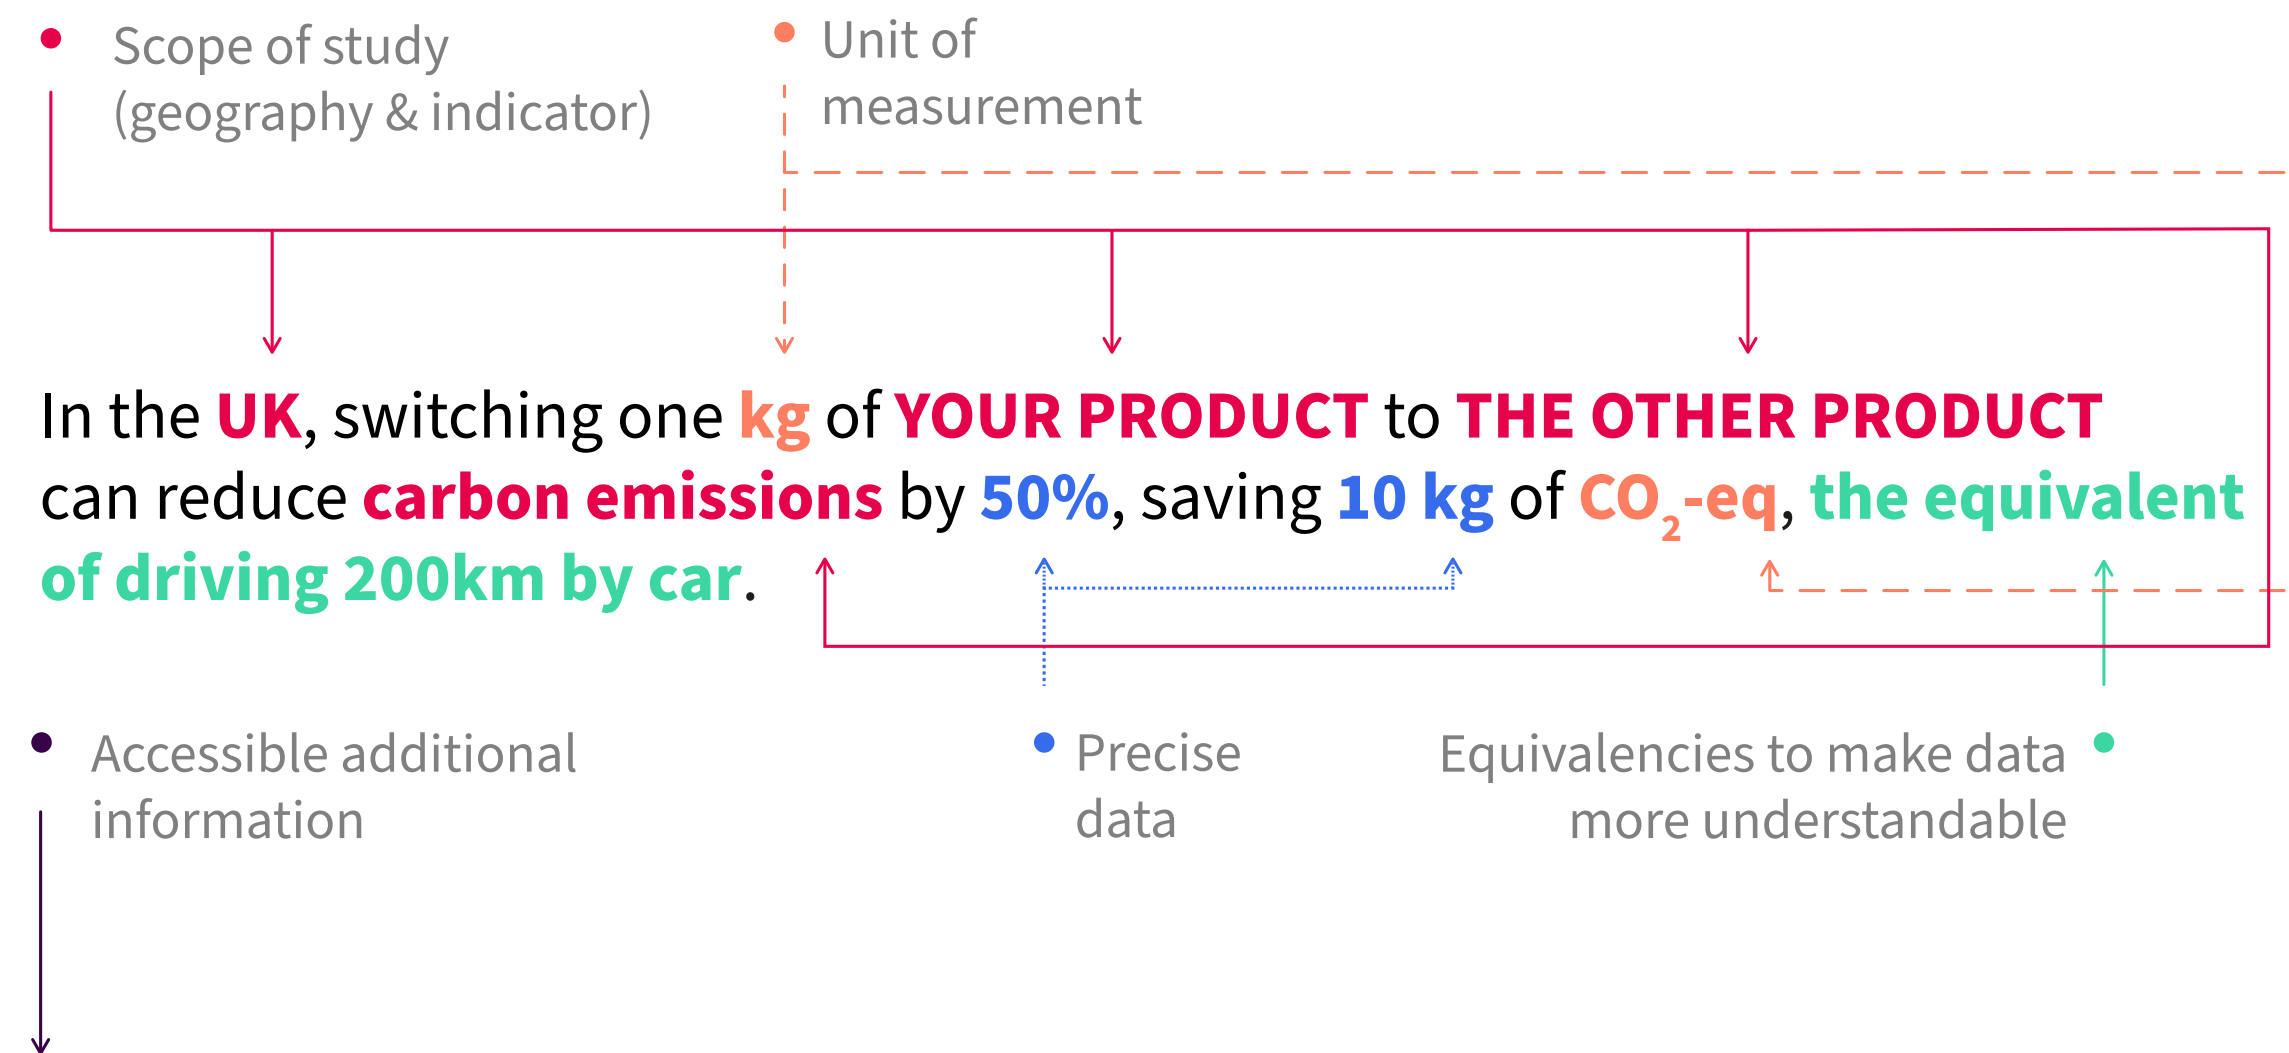 Scope of study
(geography & indicator)
Unit of
measurement
In the UK, switching one kg of YOUR PRODUCT to THE OTHER PRODUCT
can reduce carbon emissions by 50%, saving 10 kg of CO₂-eq, the equivalent
of driving 200km by car.
Accessible additional
information
Precise
data
Equivalencies to make data
more understandable